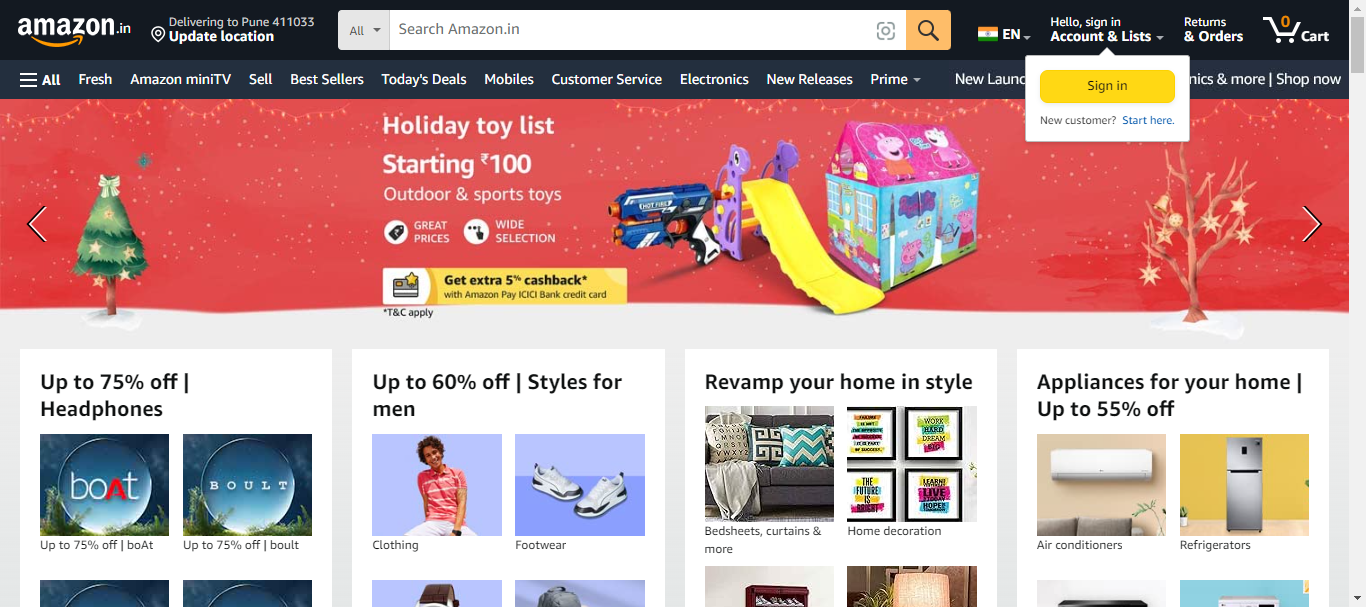 amazon.in
Delivering to Pune 411033
Update location
All
Search Amazon.in
EN
Hello, sign in
Account & Lists
Returns
& Orders
0
Cart
All
Fresh
Amazon miniTV
Sell
Best Sellers
Today's Deals
Mobiles
Customer Service
Electronics
New Releases
Prime
New
& more | Shop now
Sign in
New customer? Start here.
Holiday toy list
Starting ₹100
Outdoor & sports toys
GREAT
PRICES
WIDE
SELECTION
Get extra 5% cashback*
with Amazon Pay ICICI Bank credit card
*T&C apply
HOT FIRE
Up to 75% off |
Headphones
boAt
BOULT
Up to 75% off | boAt
Up to 75% off | boult
Up to 60% off | Styles for
men
Clothing
Footwear
Revamp your home in style
WORK
HARD
DREAM
BIG
THE
FUTURE
IS
BRIGHT
LEARN
LIVE
HOPE
Bedsheets, curtains &
more
Home decoration
Appliances for your home |
Up to 55% off
Air conditioners
Refrigerators